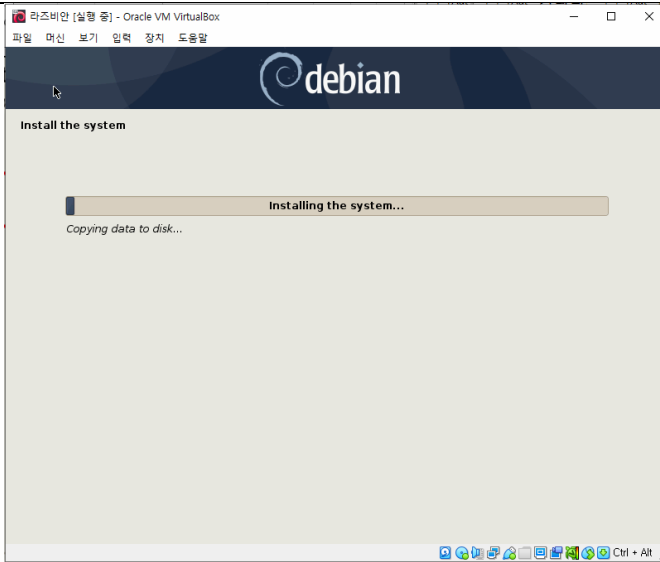 라즈비안 [실행 중] - Oracle VM VirtualBox
파일 머신 보기 입력 장치 도움말
debian
Install the system
Installing the system...
Copying data to disk...
Ctrl + Alt